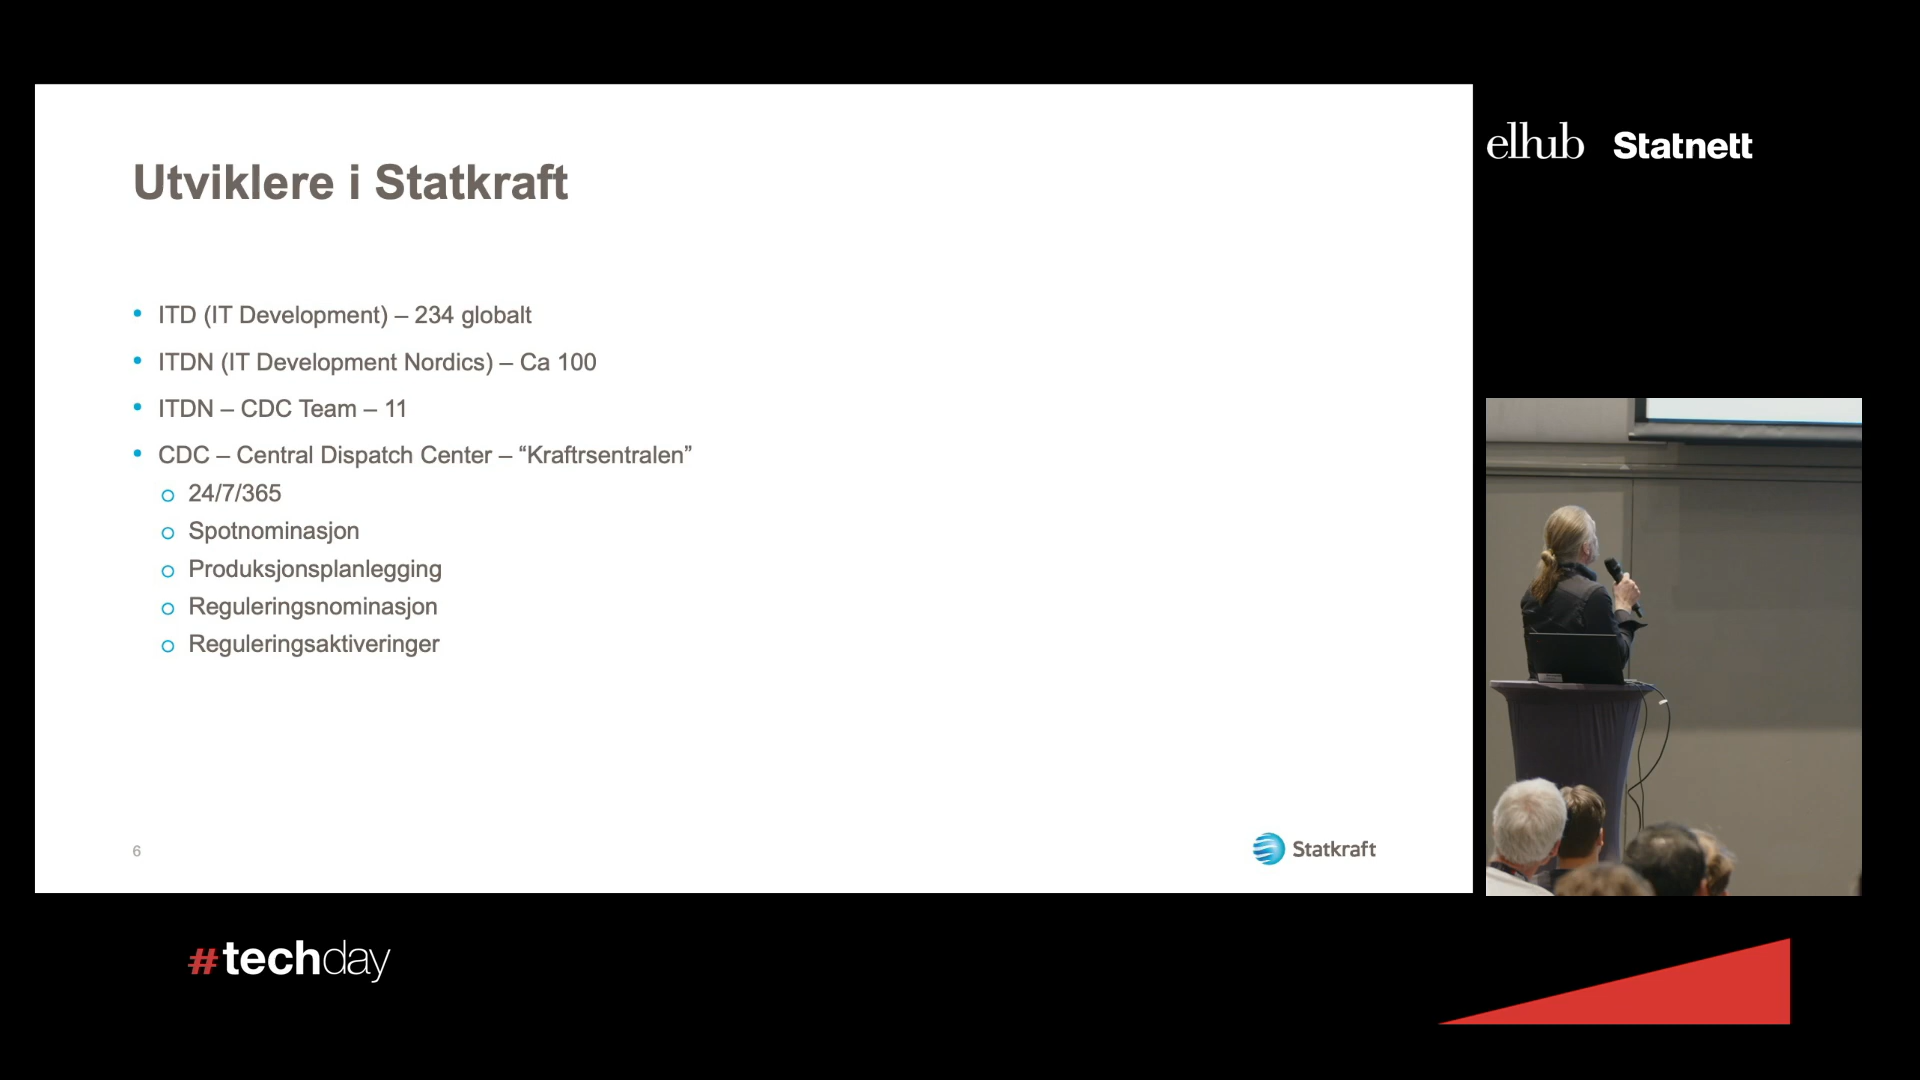 Utviklere i Statkraft
• ITD (IT Development) – 234 globalt
• ITDN (IT Development Nordics) – Ca 100
• ITDN – CDC Team – 11
• CDC – Central Dispatch Center – “Kraftrsentralen”
o 24/7/365
o Spotnominasjon
o Produksjonsplanlegging
o Reguleringsnominasjon
o Reguleringsaktiveringer
6
Statkraft
elhub Statnett
#techday